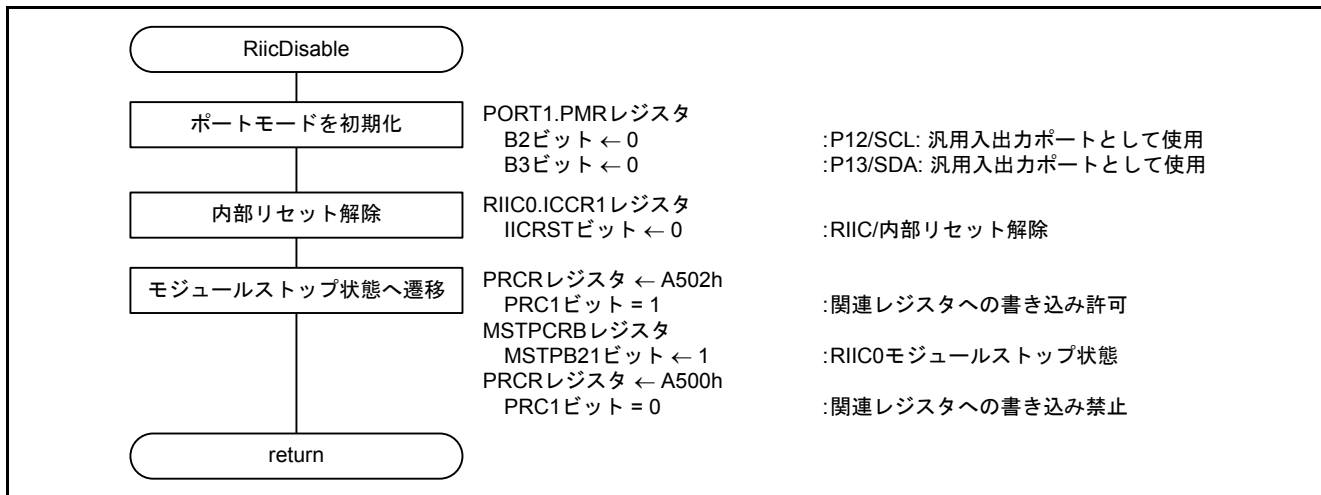 RiicDisable
ポートモードを初期化
PORT1.PMRレジスタ
B2ビット ← 0 :P12/SCL: 汎用入出力ポートとして使用
B3ビット ← 0 :P13/SDA: 汎用入出力ポートとして使用
内部リセット解除
RIIC0.ICCR1レジスタ
IICRSTビット ← 0 :RIIC/内部リセット解除
モジュールストップ状態へ遷移
PRCRレジスタ ← A502h
PRC1ビット = 1 :関連レジスタへの書き込み許可
MSTPCRBレジスタ
MSTPB21ビット ← 1 :RIIC0モジュールストップ状態
PRCRレジスタ ← A500h
PRC1ビット = 0 :関連レジスタへの書き込み禁止
return